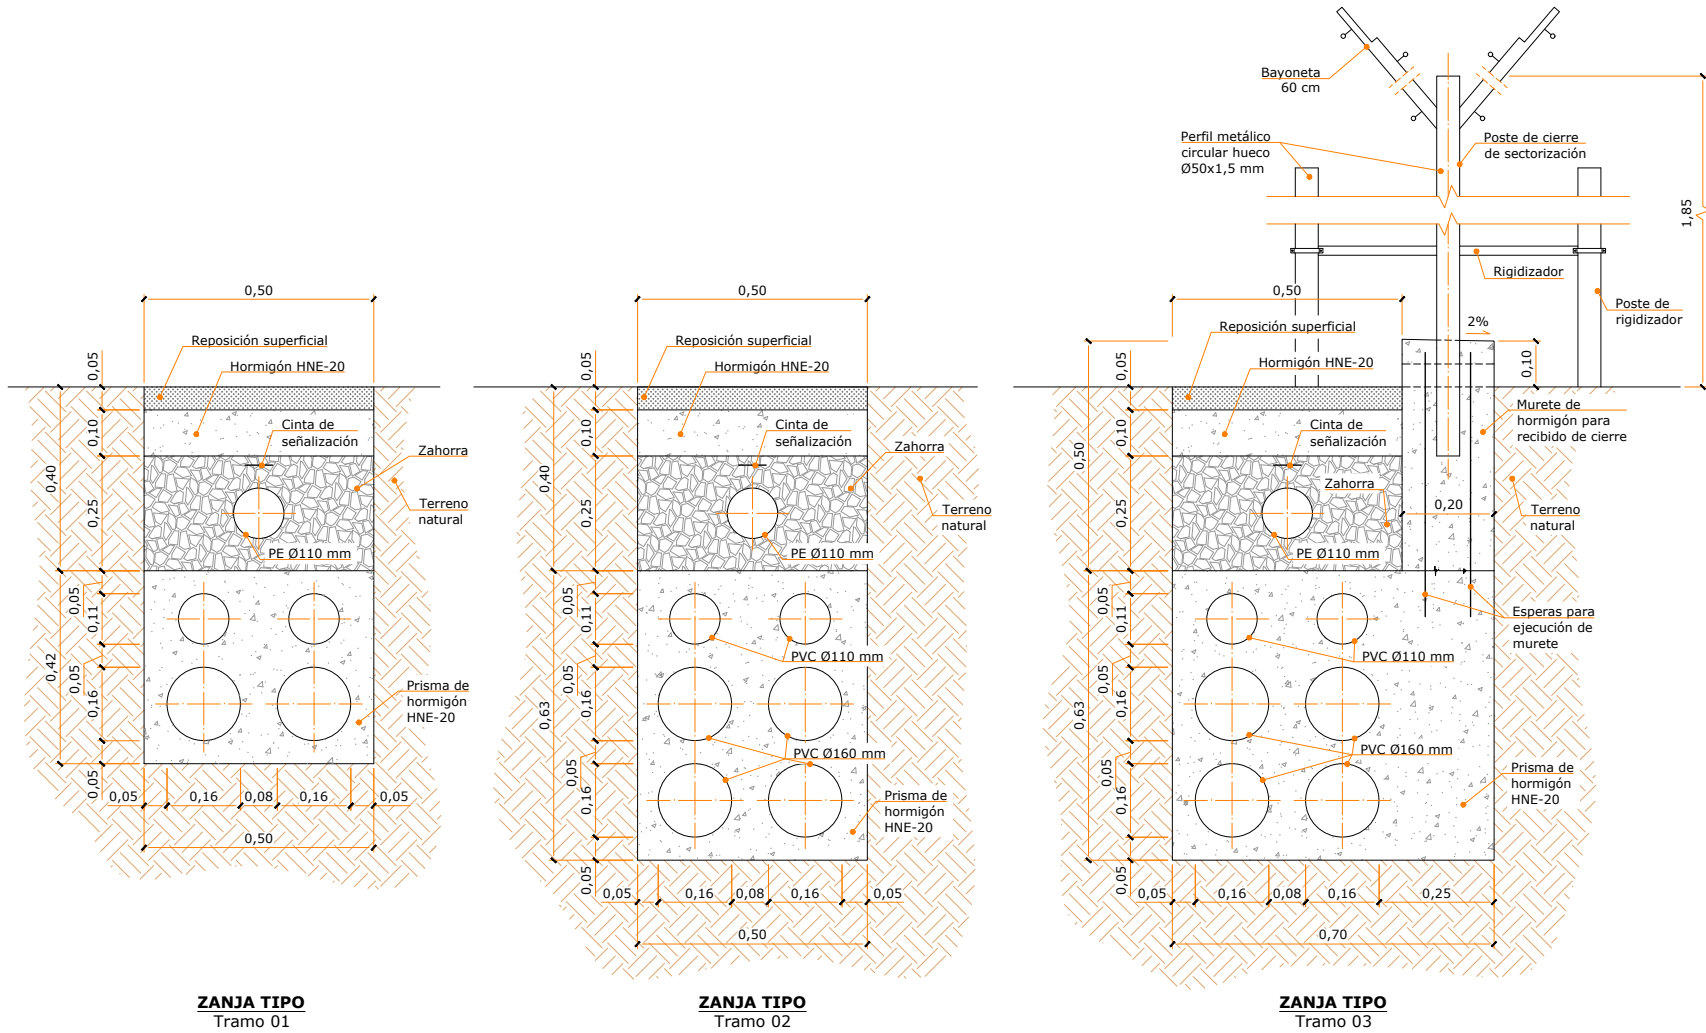 0,50
Reposición superficial
Hormigón HNE-20
Cinta de
señalización
Zahorra
Terreno
natural
PE Ø110 mm
Prisma de
hormigón
HNE-20
0,05
0,10
0,40
0,25
0,05
0,11
0,42
0,05
0,16
0,05
0,05
0,16
0,08
0,16
0,05
0,50
ZANJA TIPO
Tramo 01
0,50
Reposición superficial
Hormigón HNE-20
Cinta de
señalización
Zahorra
Terreno
natural
PE Ø110 mm
PVC Ø110 mm
PVC Ø160 mm
Prisma de
hormigón
HNE-20
0,05
0,10
0,40
0,25
0,05
0,11
0,05
0,63
0,16
0,05
0,16
0,05
0,05
0,16
0,08
0,16
0,05
0,50
ZANJA TIPO
Tramo 02
Bayoneta
60 cm
Perfil metálico
circular hueco
Ø50x1,5 mm
Poste de cierre
de sectorización
1,85
Rigidizador
Poste de
rigidizador
0,50
2%
Reposición superficial
Hormigón HNE-20
0,10
Murete de
hormigón para
recibido de cierre
Cinta de
señalización
Zahorra
0,20
Terreno
natural
PE Ø110 mm
Esperas para
ejecución de
murete
PVC Ø110 mm
PVC Ø160 mm
Prisma de
hormigón
HNE-20
0,05
0,10
0,50
0,25
0,05
0,11
0,05
0,63
0,16
0,05
0,16
0,05
0,05
0,16
0,08
0,16
0,25
0,70
ZANJA TIPO
Tramo 03